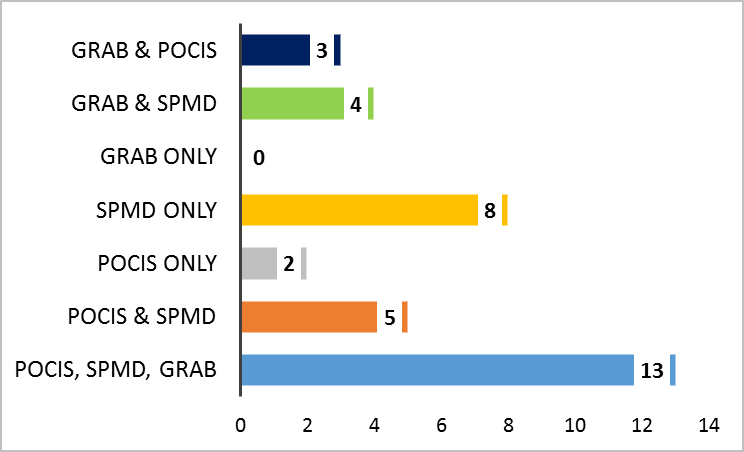 GRAB & POCIS 3
GRAB & SPMD 4
GRAB ONLY 0
SPMD ONLY 8
POCIS ONLY 2
POCIS & SPMD 5
POCIS, SPMD, GRAB 13
0 2 4 6 8 10 12 14